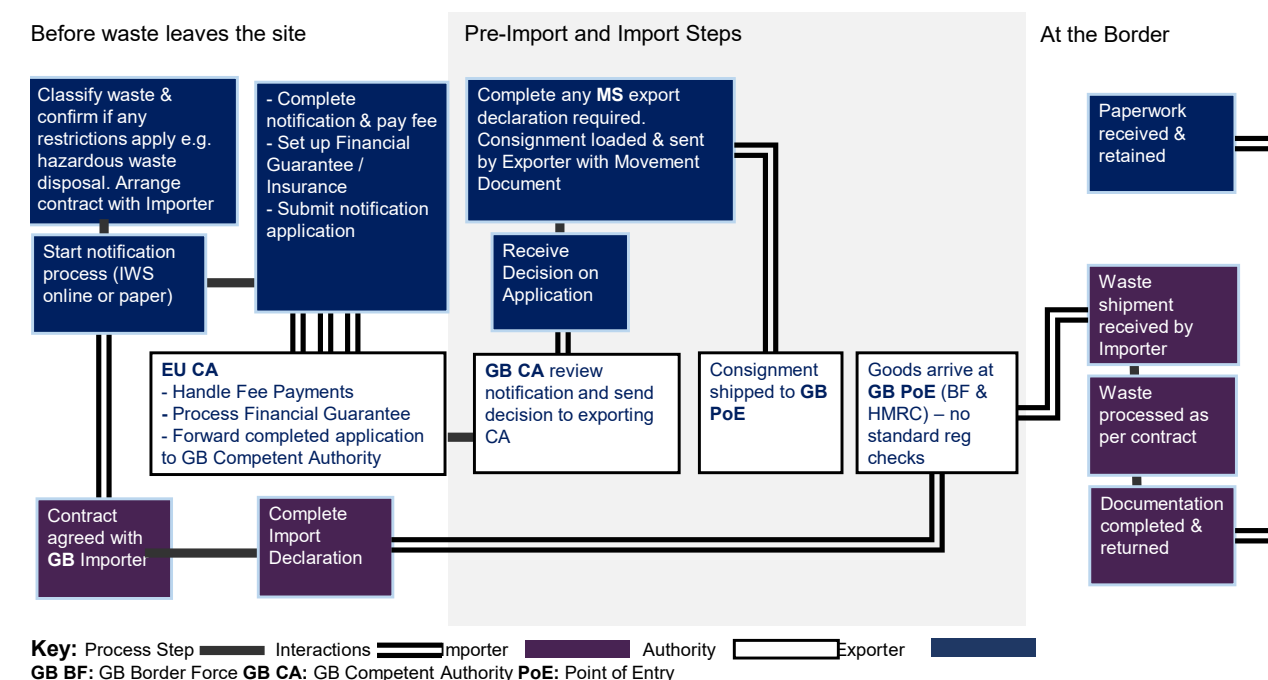 Before waste leaves the site
Pre-Import and Import Steps
At the Border
Classify waste &
confirm if any
restrictions apply e.g.
hazardous waste
disposal. Arrange
contract with Importer
- Complete
notification & pay fee
- Set up Financial
Guarantee /
Insurance
- Submit notification
application
Complete any MS export
declaration required.
Consignment loaded & sent
by Exporter with Movement
Document
Paperwork
received &
retained
Start notification
process (IWS
online or paper)
Receive
Decision on
Application
Waste
shipment
received by
Importer
EU CA
- Handle Fee Payments
- Process Financial Guarantee
- Forward completed application
to GB Competent Authority
GB CA review
notification and send
decision to exporting
CA
Consignment
shipped to GB
PoE
Goods arrive at
GB PoE (BF &
HMRC) – no
standard reg
checks
Waste
processed as
per contract
Contract
agreed with
GB Importer
Complete
Import
Declaration
Documentation
completed &
returned
Key: Process Step Interactions Importer Authority Exporter
GB BF: GB Border Force GB CA: GB Competent Authority PoE: Point of Entry